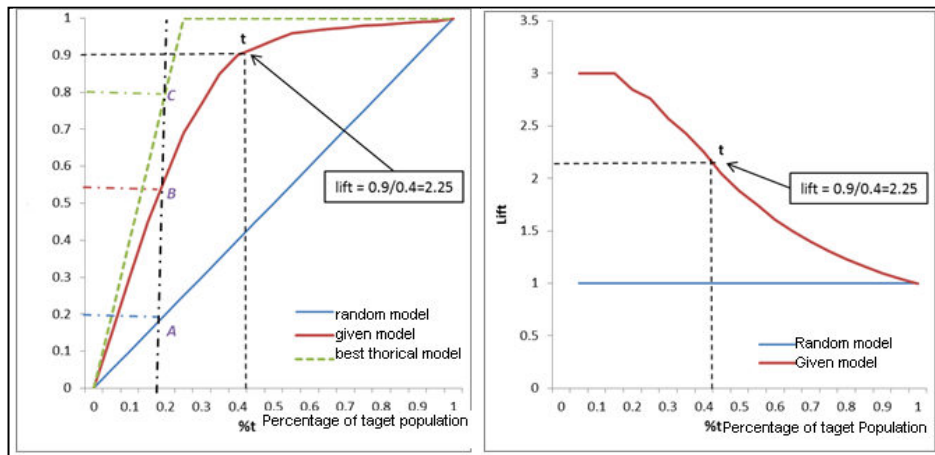 1
0.9
0.8
0.7
0.6
0.5
0.4
0.3
0.2
0.1
0
t
C
B
A
lift = 0.9/0.4=2.25
random model
given model
best thorical model
0 0.1 0.2 0.3 0.4 0.5 0.6 0.7 0.8 0.9 1
%t Percentage of taget population
3.5
3
2.5
2
1.5
1
0.5
0
Lift
t
lift = 0.9/0.4=2.25
Random model
Given model
0 0.1 0.2 0.3 0.4 0.5 0.6 0.7 0.8 0.9 1
%t Percentage of taget Population